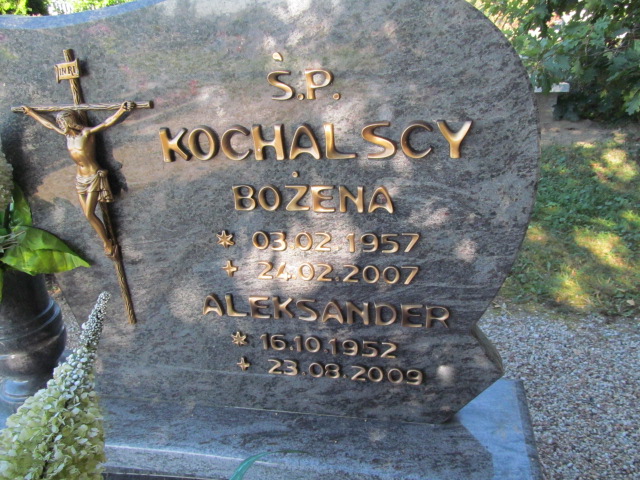 INRI
Ś.P.
KOCHALSCY
BOŻENA
* 03.02.1957
+ 24.02.2007
ALEKSANDER
* 16.10.1952
+ 23.08.2009